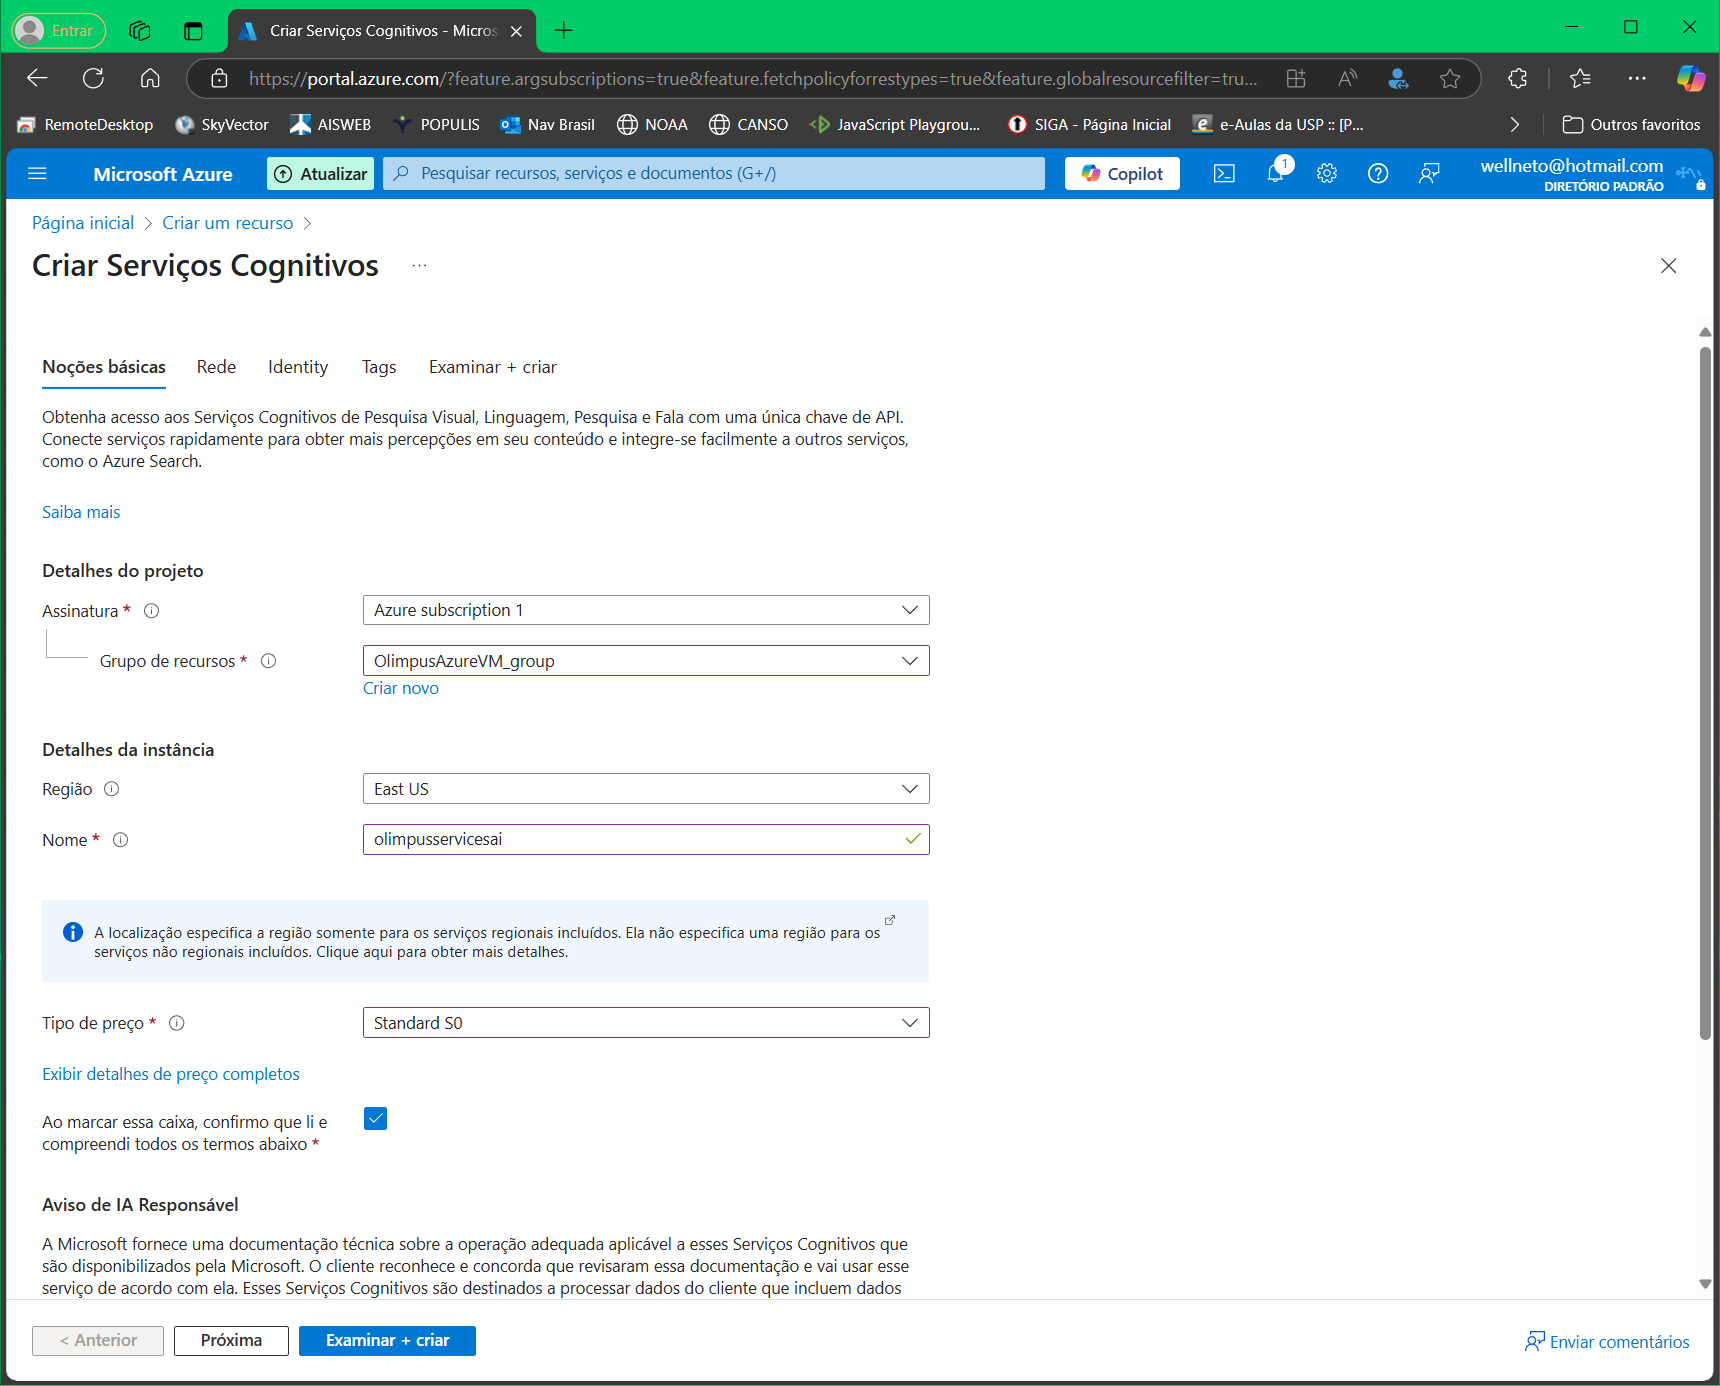 Entrar
Criar Serviços Cognitivos - Micros
https://portal.azure.com/?feature.argsubscriptions=true&feature.fetchpolicyforrestypes=true&feature.globalresourcefilter=tru...
RemoteDesktop
SkyVector
AISWEB
POPULIS
Nav Brasil
NOAA
CANSO
JavaScript Playgrou...
SIGA - Página Inicial
e-Aulas da USP :: [P...
Outros favoritos
Microsoft Azure
Atualizar
Pesquisar recursos, serviços e documentos (G+/)
Copilot
1
wellneto@hotmail.com
DIRETÓRIO PADRÃO
Página inicial > Criar um recurso >
Criar Serviços Cognitivos ...
Noções básicas
Rede
Identity
Tags
Examinar + criar
Obtenha acesso aos Serviços Cognitivos de Pesquisa Visual, Linguagem, Pesquisa e Fala com uma única chave de API.
Conecte serviços rapidamente para obter mais percepções em seu conteúdo e integre-se facilmente a outros serviços,
como o Azure Search.
Saiba mais
Detalhes do projeto
Assinatura *
Azure subscription 1
Grupo de recursos *
OlimpusAzureVM_group
Criar novo
Detalhes da instância
Região
East US
Nome *
olimpusservicesai
A localização especifica a região somente para os serviços regionais incluídos. Ela não especifica uma região para os
serviços não regionais incluídos. Clique aqui para obter mais detalhes.
Tipo de preço *
Standard S0
Exibir detalhes de preço completos
Ao marcar essa caixa, confirmo que li e
compreendi todos os termos abaixo *
Aviso de IA Responsável
A Microsoft fornece uma documentação técnica sobre a operação adequada aplicável a esses Serviços Cognitivos que
são disponibilizados pela Microsoft. O cliente reconhece e concorda que revisaram essa documentação e vai usar esse
serviço de acordo com ela. Esses Serviços Cognitivos são destinados a processar dados do cliente que incluem dados
< Anterior
Próxima
Examinar + criar
Enviar comentários